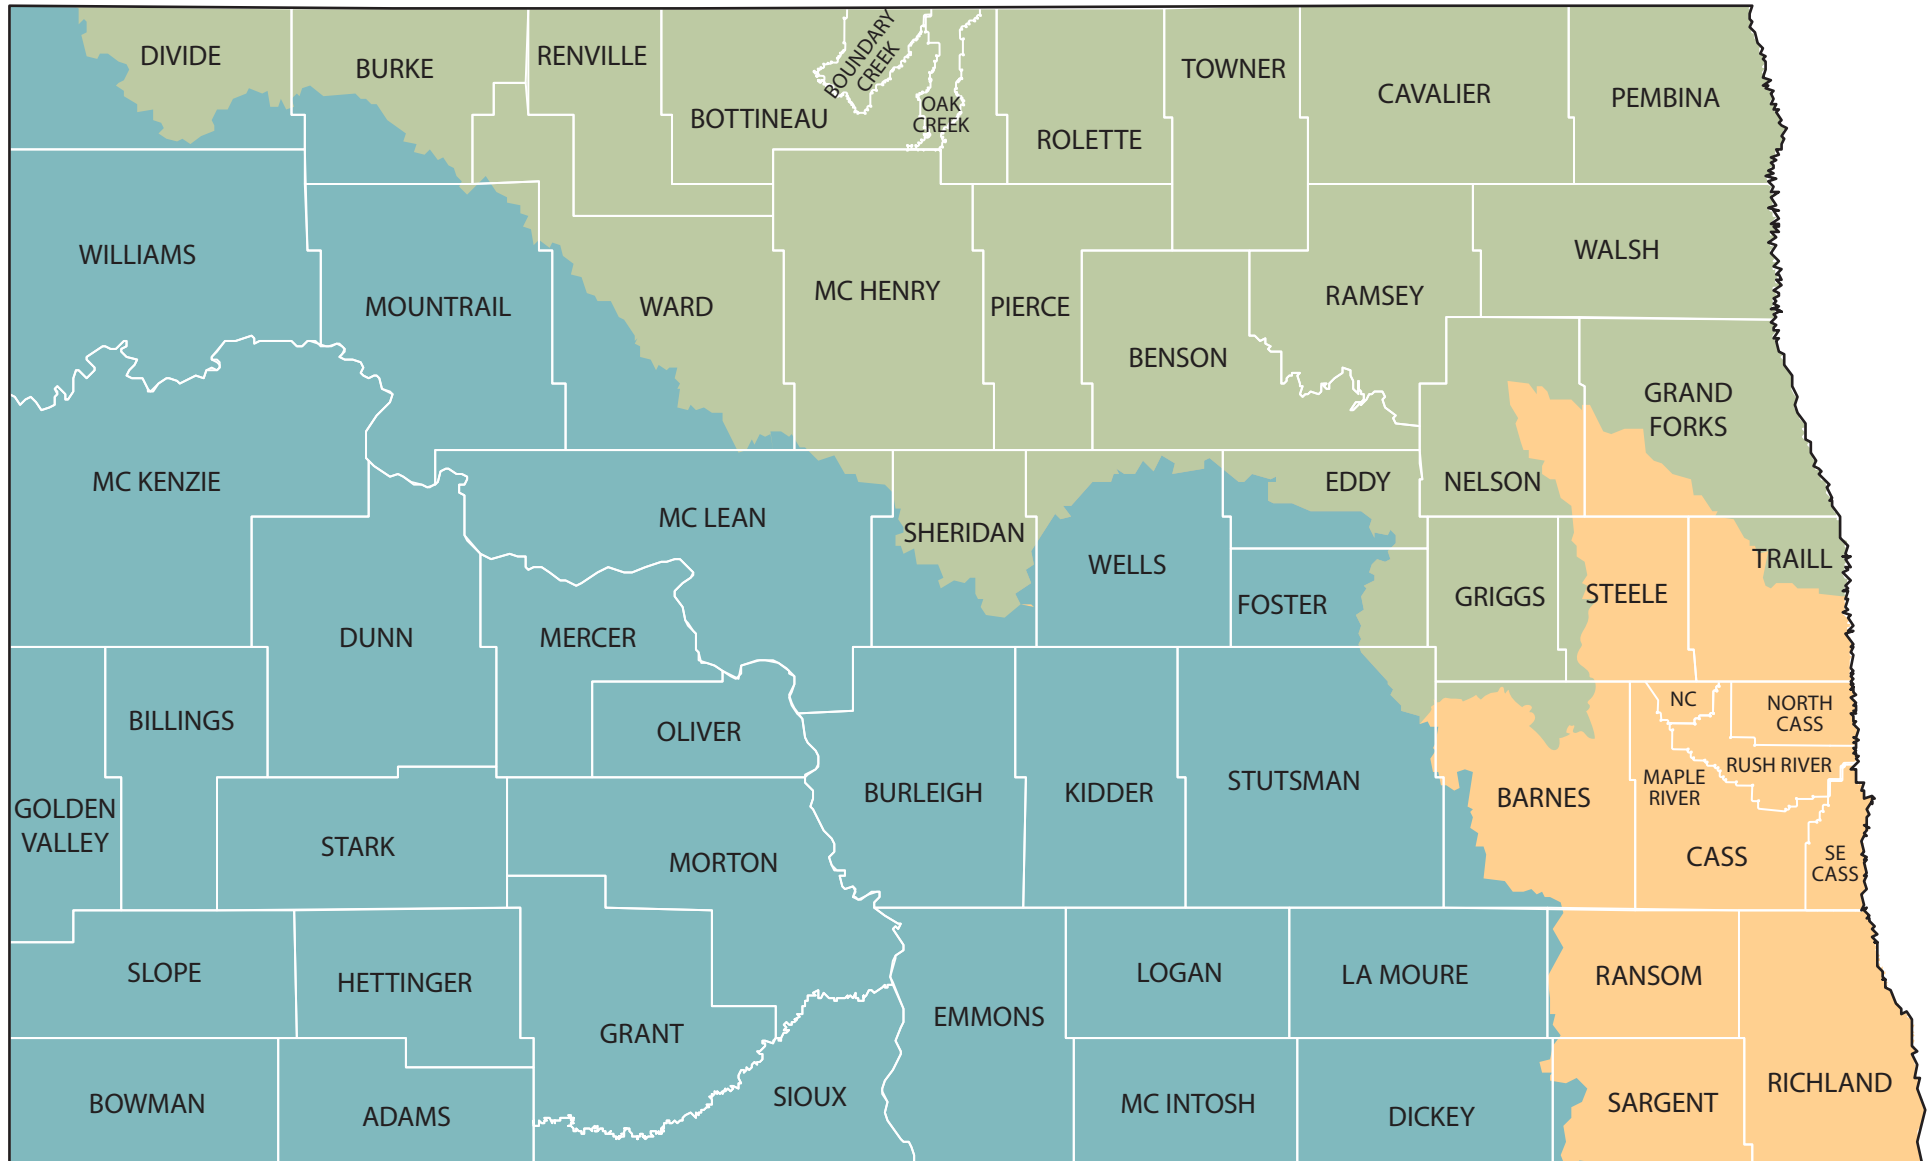 DIVIDE
BURKE
RENVILLE
BOTTINEAU
BOUNDARY
CREEK
OAK
CREEK
ROLETTE
TOWNER
CAVALIER
PEMBINA
WILLIAMS
MOUNTRAIL
WARD
MC HENRY
PIERCE
BENSON
RAMSEY
WALSH
GRAND
FORKS
MC KENZIE
MC LEAN
SHERIDAN
WELLS
EDDY
NELSON
FOSTER
GRIGGS
STEELE
TRAILL
DUNN
MERCER
OLIVER
BILLINGS
GOLDEN
VALLEY
STARK
MORTON
BURLEIGH
KIDDER
STUTSMAN
BARNES
NC
NORTH
CASS
RUSH RIVER
MAPLE
RIVER
CASS
SE
CASS
SLOPE
HETTINGER
GRANT
EMMONS
LOGAN
LA MOURE
RANSOM
RICHLAND
BOWMAN
ADAMS
SIOUX
MC INTOSH
DICKEY
SARGENT